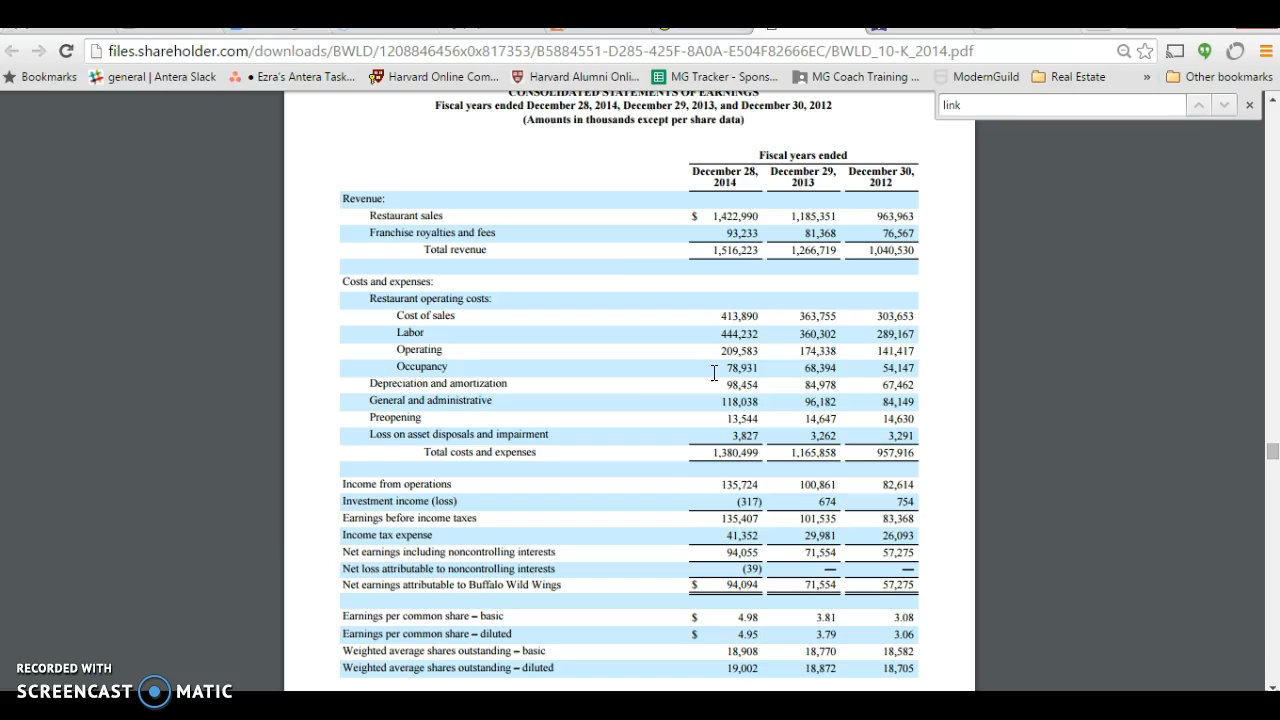 files.shareholder.com/downloads/BWLD/1208846456x0x817353/B5884551-D285-425F-8A0A-E504F82666EC/BWLD_10-K_2014.pdf
Bookmarks general | Antera Slack • Ezra's Antera Task... Harvard Online Com... Harvard Alumni Onli... MG Tracker - Spons... MG Coach Training ... ModernGuild Real Estate » Other bookmarks
link
CONSOLIDATED STATEMENTS OF EARNINGS
Fiscal years ended December 28, 2014, December 29, 2013, and December 30, 2012
(Amounts in thousands except per share data)
Fiscal years ended
December 28, 2014 December 29, 2013 December 30, 2012
Revenue:
Restaurant sales $ 1,422,990 1,185,351 963,963
Franchise royalties and fees 93,233 81,368 76,567
Total revenue 1,516,223 1,266,719 1,040,530
Costs and expenses:
Restaurant operating costs:
Cost of sales 413,890 363,755 303,653
Labor 444,232 360,302 289,167
Operating 209,583 174,338 141,417
Occupancy 78,931 68,394 54,147
Depreciation and amortization 98,454 84,978 67,462
General and administrative 118,038 96,182 84,149
Preopening 13,544 14,647 14,630
Loss on asset disposals and impairment 3,827 3,262 3,291
Total costs and expenses 1,380,499 1,165,858 957,916
Income from operations 135,724 100,861 82,614
Investment income (loss) (317) 674 754
Earnings before income taxes 135,407 101,535 83,368
Income tax expense 41,352 29,981 26,093
Net earnings including noncontrolling interests 94,055 71,554 57,275
Net loss attributable to noncontrolling interests (39) — —
Net earnings attributable to Buffalo Wild Wings $ 94,094 71,554 57,275
Earnings per common share – basic $ 4.98 3.81 3.08
Earnings per common share – diluted $ 4.95 3.79 3.06
Weighted average shares outstanding – basic 18,908 18,770 18,582
Weighted average shares outstanding – diluted 19,002 18,872 18,705
RECORDED WITH
SCREENCAST MATIC